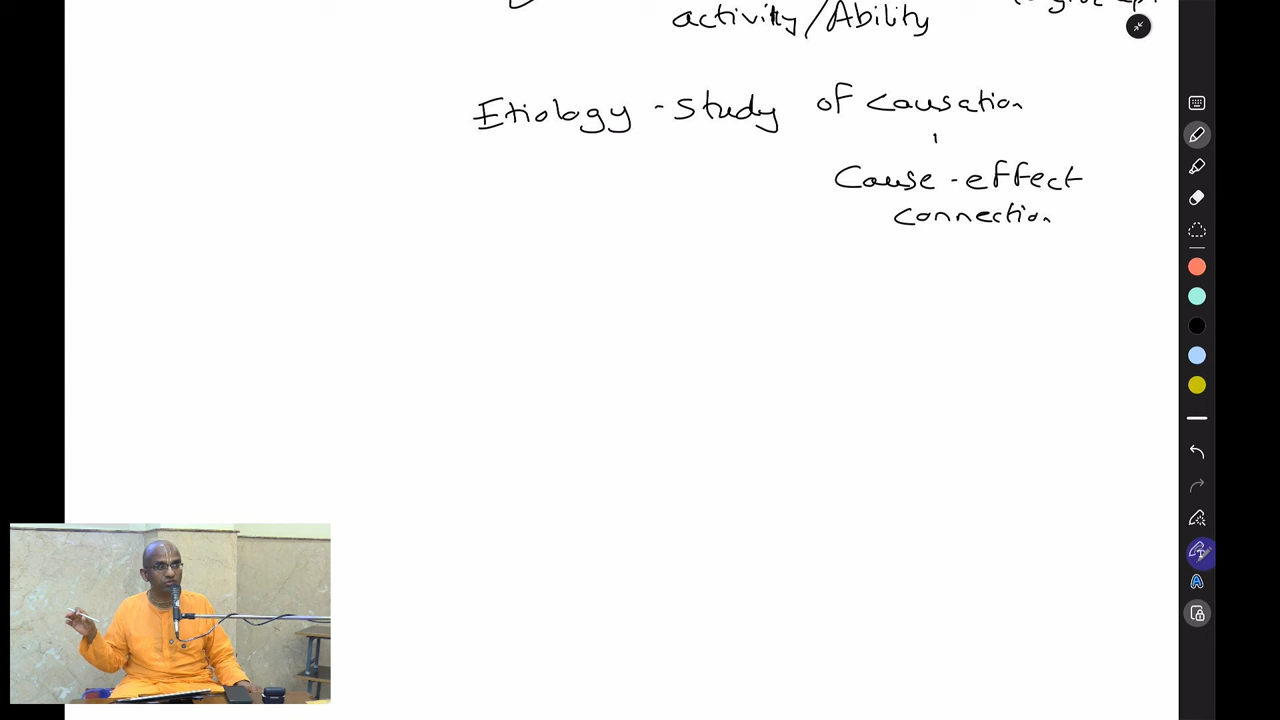 activity/Ability
Etiology - Study of causation
Cause - effect
connection